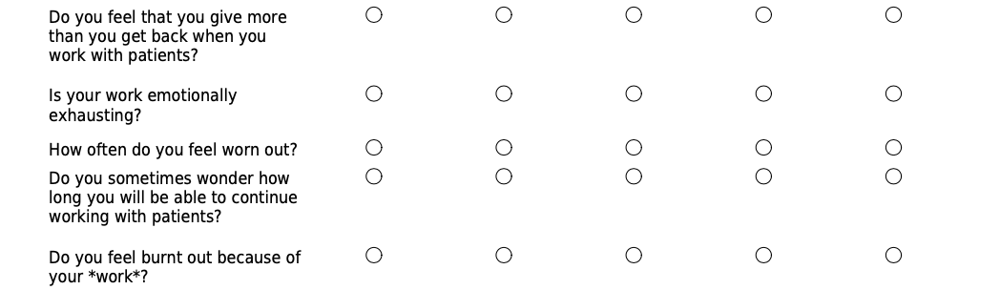 Do you feel that you give more
than you get back when you
work with patients?
Is your work emotionally
exhausting?
How often do you feel worn out?
Do you sometimes wonder how
long you will be able to continue
working with patients?
Do you feel burnt out because of
your *work*?